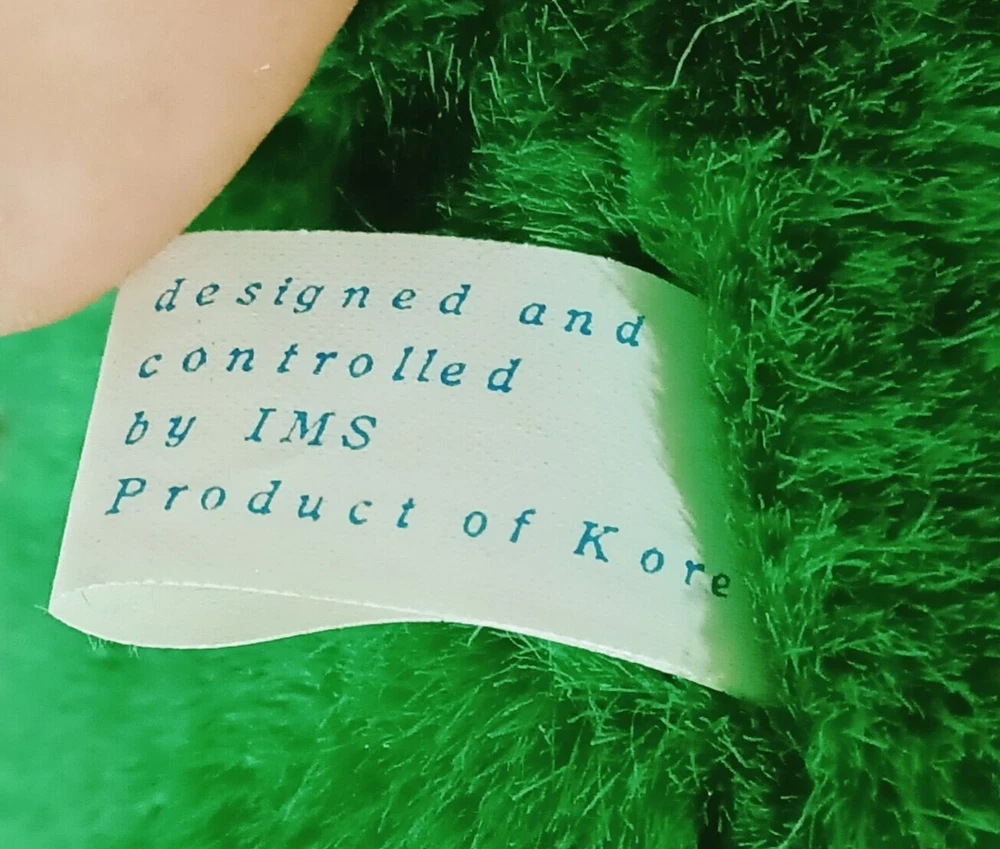 designed and
controlled
by IMS
Product of Kore